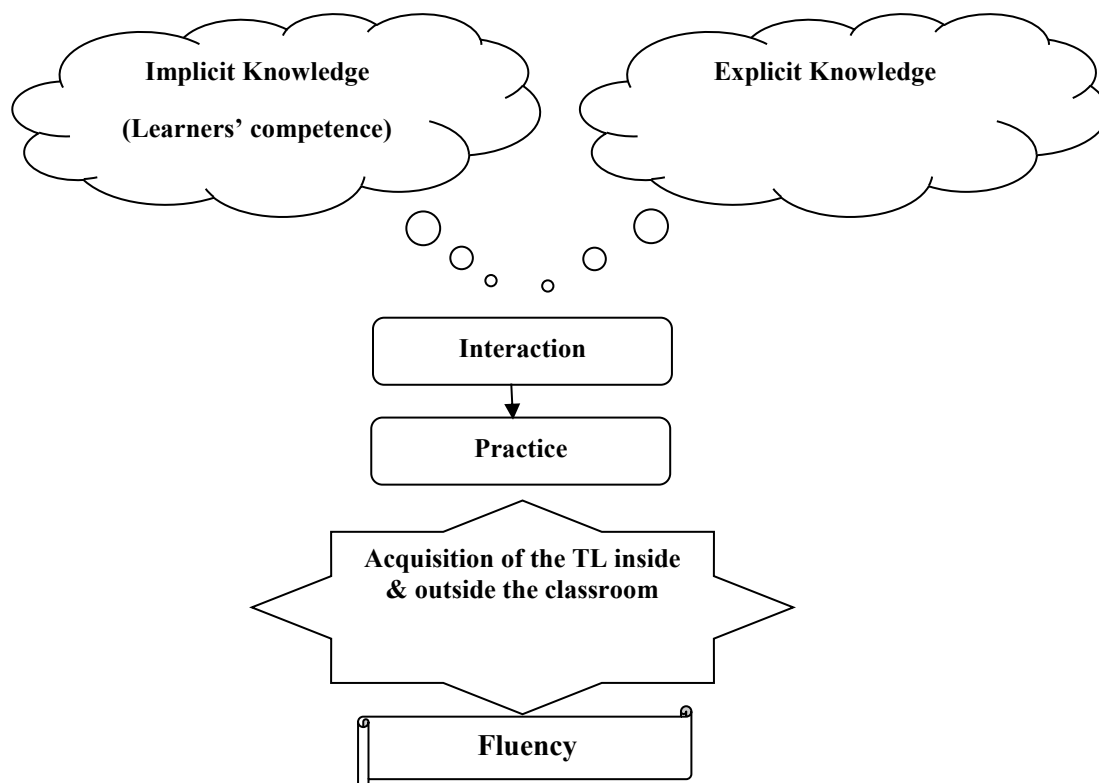 Implicit Knowledge
(Learners’ competence)
Explicit Knowledge
Interaction
Practice
Acquisition of the TL inside
& outside the classroom
Fluency